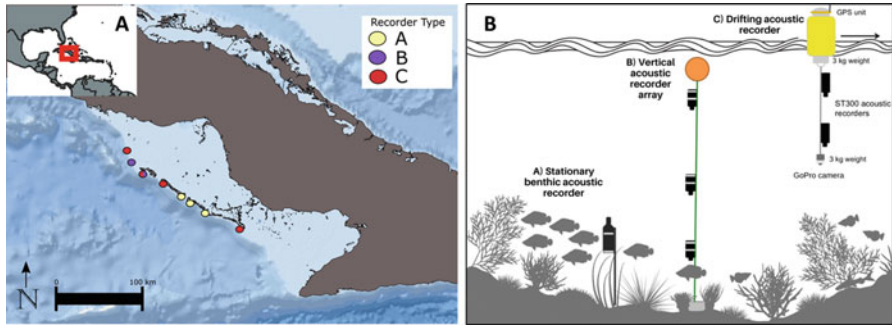 A
Recorder Type
A
B
C
N
0
100 km
B
C) Drifting acoustic
recorder
GPS unit
3 kg weight
B) Vertical
acoustic
recorder
array
ST300 acoustic
recorders
3 kg weight
GoPro camera
A) Stationary
benthic acoustic
recorder